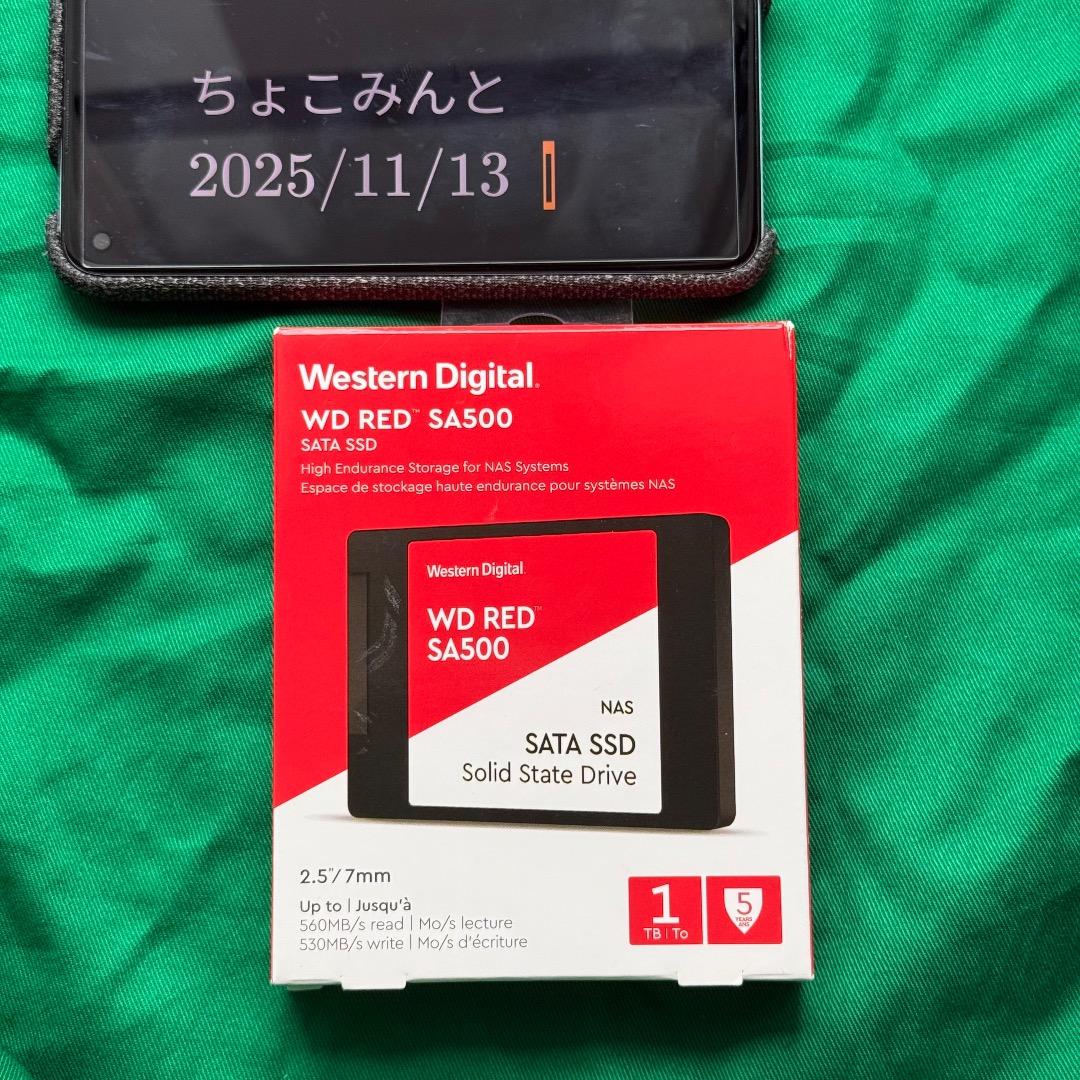 ちょこみんと
2025/11/13
Western Digital.
WD RED™ SA500
SATA SSD
High Endurance Storage for NAS Systems
Espace de stockage haute endurance pour systèmes NAS
Western Digital.
WD RED™
SA500
NAS
SATA SSD
Solid State Drive
2.5"/7mm
Up to | Jusqu'à
560MB/s read | Mo/s lecture
530MB/s write | Mo/s d'écriture
1
TB | To
5
YEARS
ANS